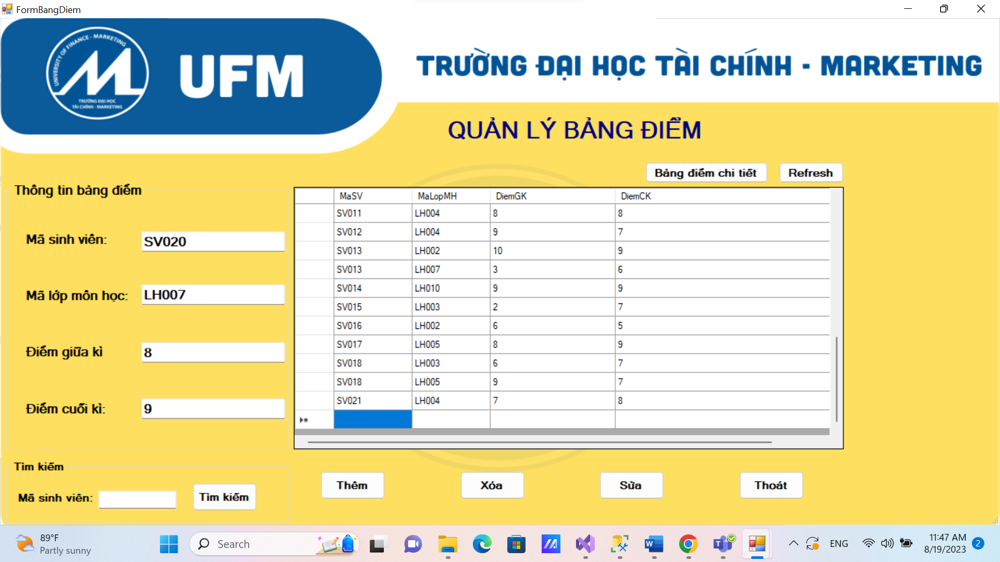 FormBangDiem
UNIVERSITY OF FINANCE - MARKETING
TRƯỜNG ĐẠI HỌC
TÀI CHÍNH - MARKETING
UFM
TRƯỜNG ĐẠI HỌC TÀI CHÍNH - MARKETING
QUẢN LÝ BẢNG ĐIỂM
Bảng điểm chi tiết Refresh
Thông tin bảng điểm
Mã sinh viên: SV020
Mã lớp môn học: LH007
Điểm giữa kì 8
Điểm cuối kì: 9
MaSV MaLopMH DiemGK DiemCK
SV011 LH004 8 8
SV012 LH004 9 7
SV013 LH002 10 9
SV013 LH007 3 6
SV014 LH010 9 9
SV015 LH003 2 7
SV016 LH002 6 5
SV017 LH005 8 9
SV018 LH003 6 7
SV018 LH005 9 7
SV021 LH004 7 8
Tìm kiếm
Mã sinh viên: Tìm kiếm
Thêm Xóa Sửa Thoát
89°F
Partly sunny
Search
ENG
11:47 AM
8/19/2023
2